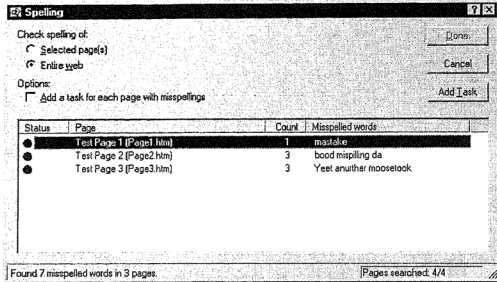 Spelling
Check spelling of:
Selected page(s)
Entire web
Options:
Add a task for each page with misspellings
Done
Cancel
Add Task
Status Page Count Misspelled words
Test Page 1 (Page1.htm) 1 mastake
Test Page 2 (Page2.htm) 3 bood mispiling da
Test Page 3 (Page3.htm) 3 Yeet anurther moosetook
Found 7 misspelled words in 3 pages.
Pages searched: 4/4